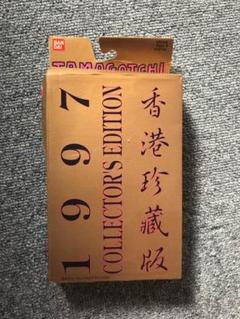 BAN
DAI
TAMAGOTCHI
1997
COLLECTOR'S EDITION
香港珍藏版